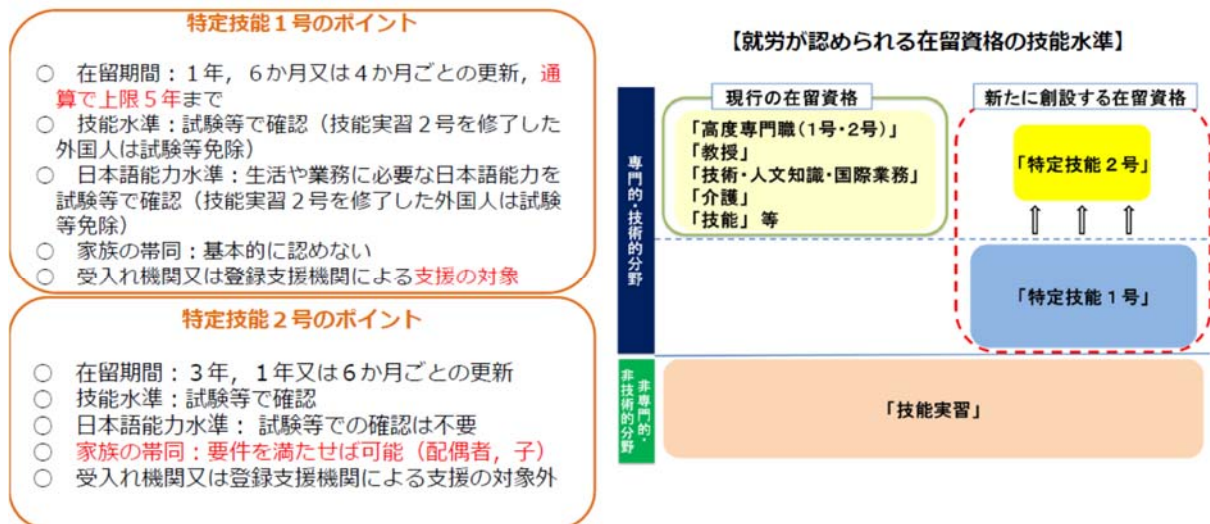 特定技能１号のポイント
○ 在留期間：１年，６か月又は４か月ごとの更新，通
算で上限５年まで
○ 技能水準：試験等で確認（技能実習２号を修了した
外国人は試験等免除）
○ 日本語能力水準：生活や業務に必要な日本語能力を
試験等で確認（技能実習２号を修了した外国人は試験
等免除）
○ 家族の帯同：基本的に認めない
○ 受入れ機関又は登録支援機関による支援の対象
特定技能２号のポイント
○ 在留期間：３年，１年又は６か月ごとの更新
○ 技能水準：試験等で確認
○ 日本語能力水準：試験等での確認は不要
○ 家族の帯同：要件を満たせば可能（配偶者，子）
○ 受入れ機関又は登録支援機関による支援の対象外
【就労が認められる在留資格の技能水準】
専門的・技術的分野
現行の在留資格
「高度専門職（１号・２号）」
「教授」
「技術・人文知識・国際業務」
「介護」
「技能」等
新たに創設する在留資格
「特定技能２号」
「特定技能１号」
非専門的・
非技術的分野
「技能実習」